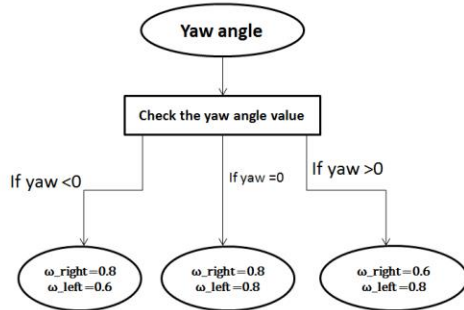 Yaw angle
Check the yaw angle value
If yaw <0
If yaw =0
If yaw >0
ω_right=0.8
ω_left=0.6
ω_right=0.8
ω_left=0.8
ω_right=0.6
ω_left=0.8